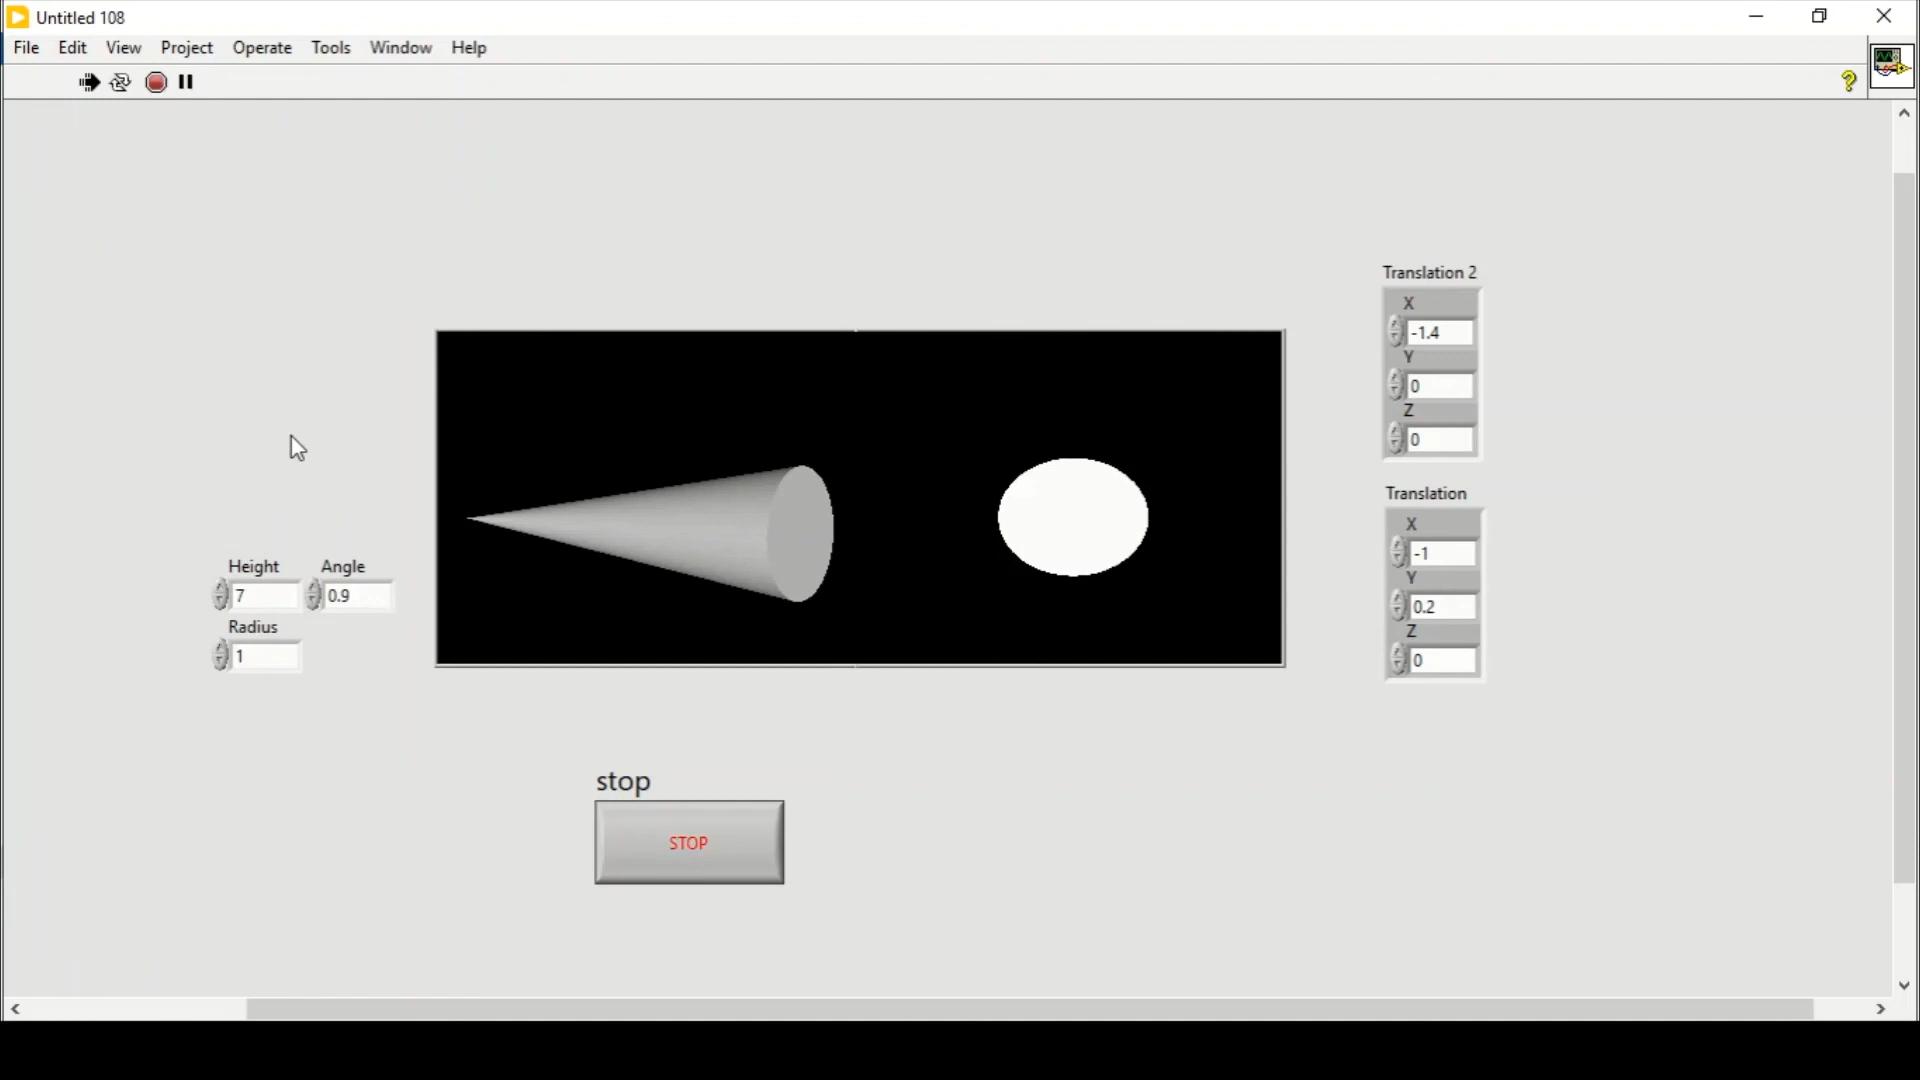 Untitled 108
File Edit View Project Operate Tools Window Help
?
Translation 2
X
-1.4
Y
0
Z
0
Translation
X
-1
Y
0.2
Z
0
Height Angle
7 0.9
Radius
1
stop
STOP